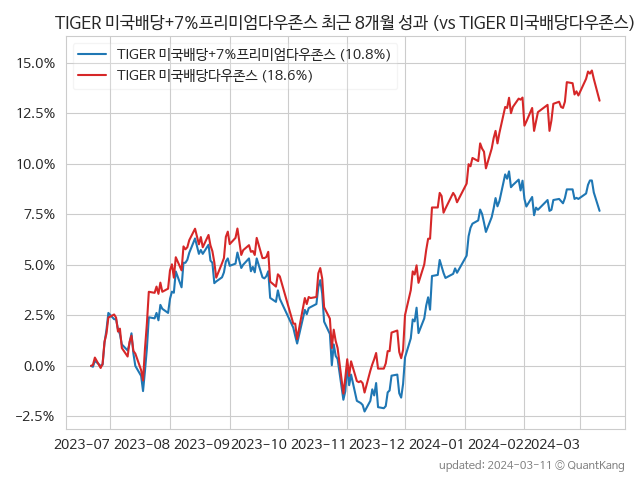 TIGER 미국배당+7%프리미엄다우존스 최근 8개월 성과 (vs TIGER 미국배당다우존스)
TIGER 미국배당+7%프리미엄다우존스 (10.8%)
TIGER 미국배당다우존스 (18.6%)
15.0%
12.5%
10.0%
7.5%
5.0%
2.5%
0.0%
−2.5%
2023-07 2023-08 2023-09 2023-10 2023-11 2023-12 2024-01 2024-02 2024-03
updated: 2024-03-11 © QuantKang